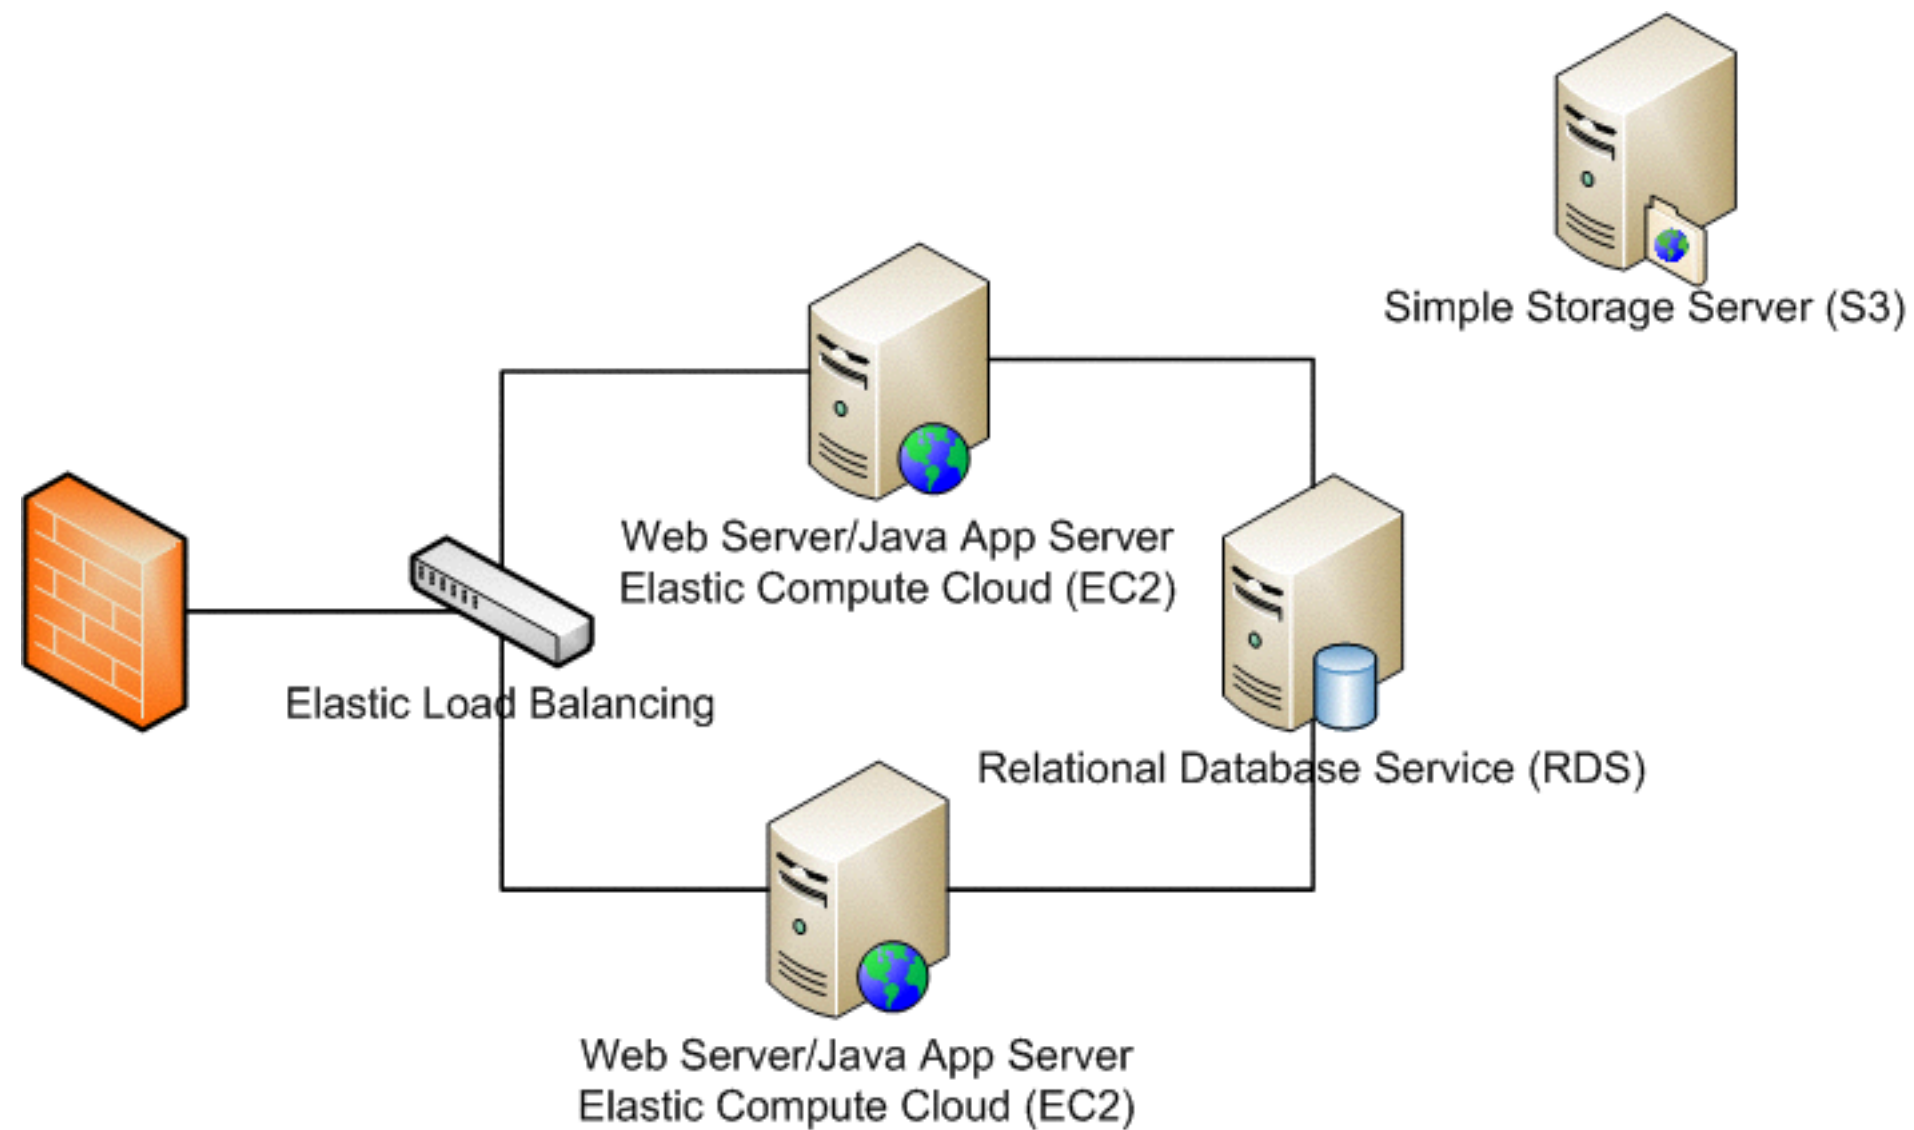 Simple Storage Server (S3)
Web Server/Java App Server
Elastic Compute Cloud (EC2)
Elastic Load Balancing
Relational Database Service (RDS)
Web Server/Java App Server
Elastic Compute Cloud (EC2)